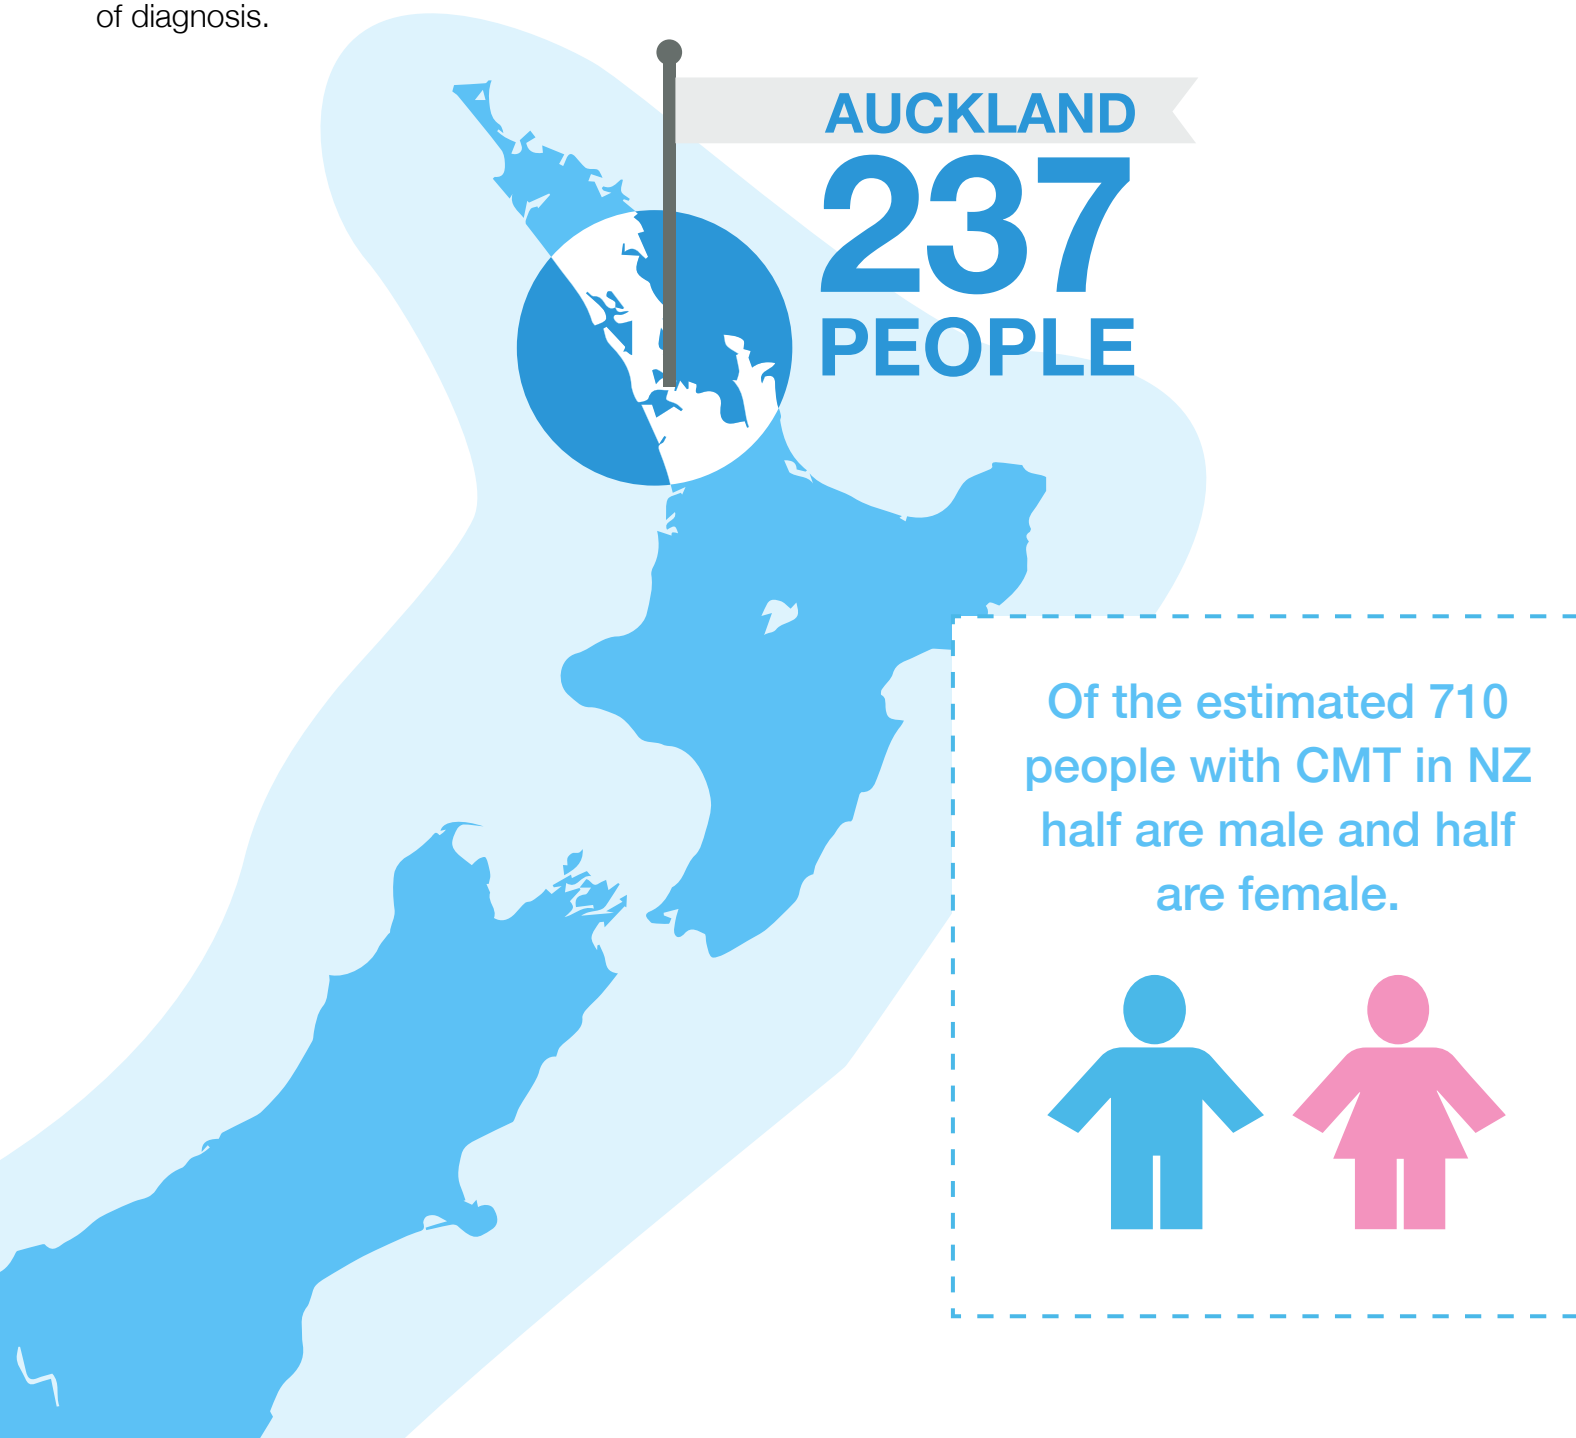 of diagnosis.
AUCKLAND
237
PEOPLE
Of the estimated 710
people with CMT in NZ
half are male and half
are female.